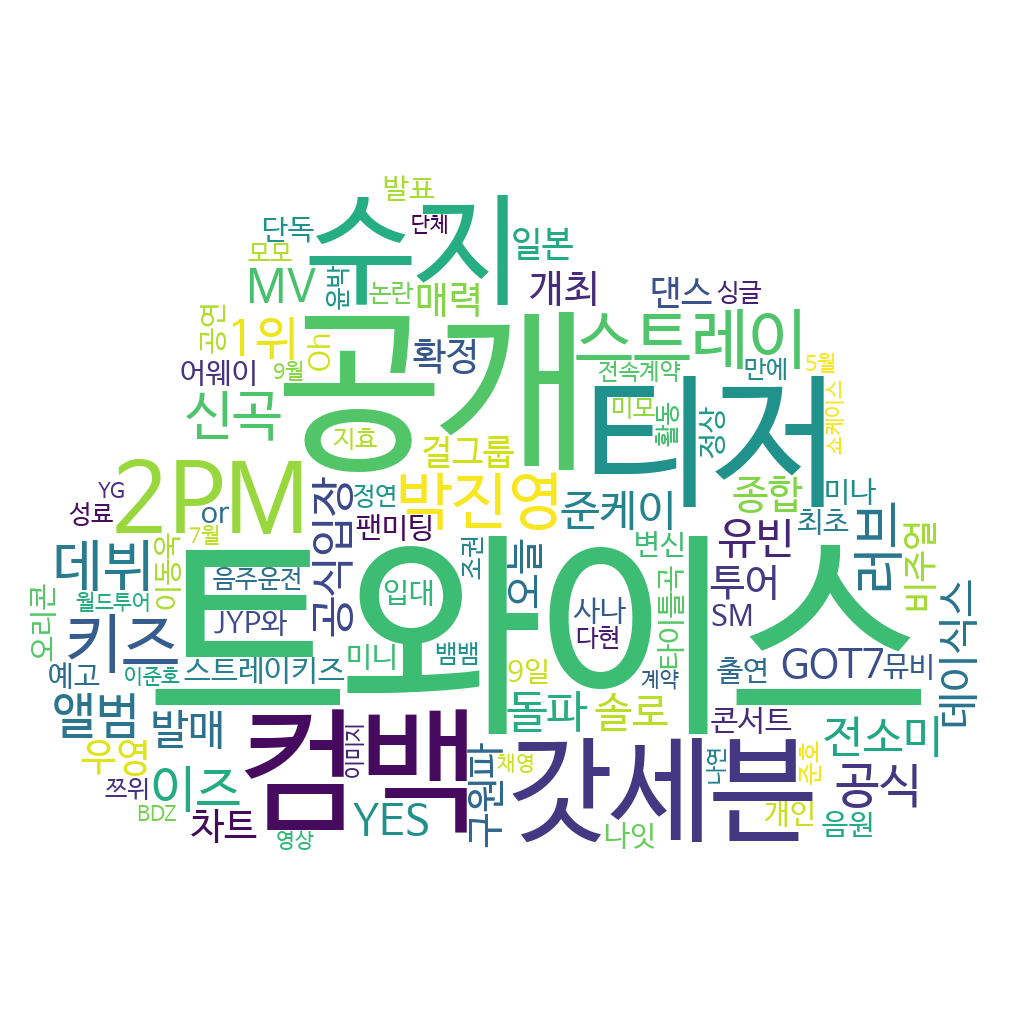 발표
수지
단체
단독
일본
모모
MV
윤박
논란
매력
개최
댄스
싱글
공연
1위
Oh
공개
확정
스트레이
어웨이
9월
전속계약
만에
5월
신곡
티저
미모
활동
정상
쇼케이스
지효
걸그룹
2PM
박진영
준케이
종합
미나
YG
성료
or
정연
팬미팅
공식입장
유빈
최초
7월
데뷔
이동욱
오늘
조권
변신
러브
비주얼
음주운전
입대
투어
월드투어
오리콘
트와이스
사나
SM
키즈
JYP와
다현
타이틀곡
데이식스
예고
이준호
스트레이키즈
미니
뱀뱀
9일
계약
출연
GOT7
뮤비
앨범
발매
컴백
돌파
솔로
콘서트
전소미
우영
이미지
갓세븐
나연
준호
쯔위
이즈
구원파
채영
공식
BDZ
차트
YES
개인
음원
영상
나잇